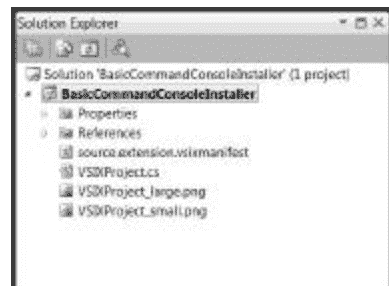 Solution Explorer
Solution 'BasicCommandConsoleInstaller' (1 project)
BasicCommandConsoleInstaller
Properties
References
source.extension.vsixmanifest
VSIXProject.cs
VSIXProject_large.png
VSIXProject_small.png